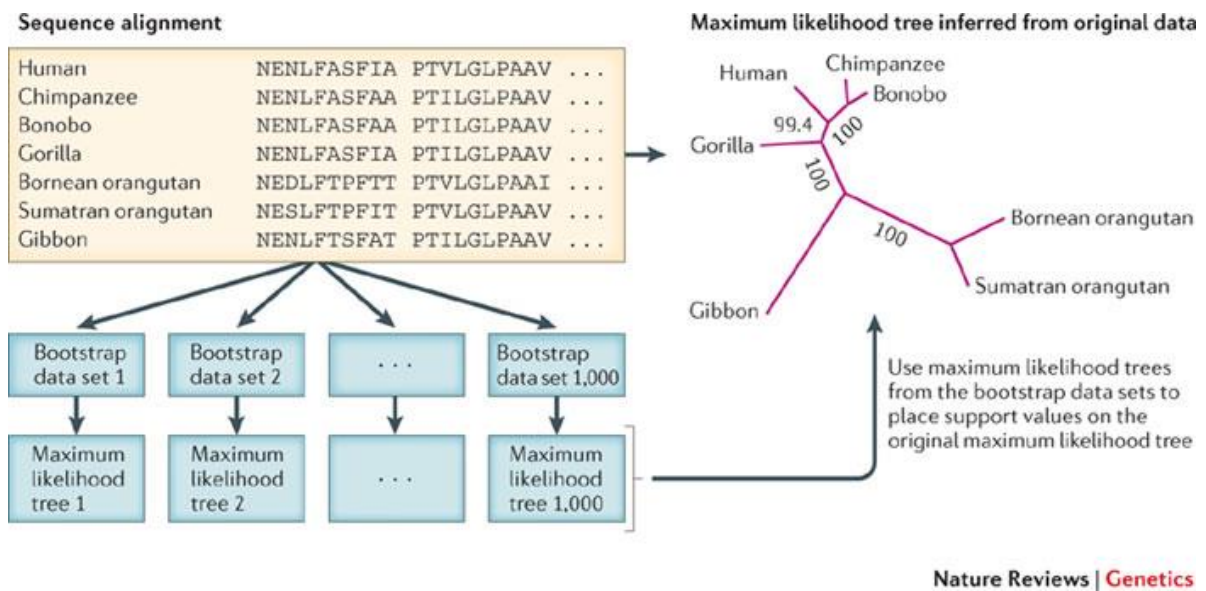 Sequence alignment
Human NENLFASFIA PTVLGLPAAV ...
Chimpanzee NENLFASFAA PTILGLPAAV ...
Bonobo NENLFASFAA PTILGLPAAV ...
Gorilla NENLFASFIA PTILGLPAAV ...
Bornean orangutan NEDLFTPFTT PTVLGLPAAI ...
Sumatran orangutan NESLFTPFIT PTVLGLPAAV ...
Gibbon NENLFTSFAT PTILGLPAAV ...
Maximum likelihood tree inferred from original data
Chimpanzee
Human
Bonobo
99.4
100
Gorilla
100
Bornean orangutan
100
Sumatran orangutan
Gibbon
Bootstrap
data set 1
Bootstrap
data set 2
...
Bootstrap
data set 1,000
Maximum
likelihood
tree 1
Maximum
likelihood
tree 2
...
Maximum
likelihood
tree 1,000
Use maximum likelihood trees
from the bootstrap data sets to
place support values on the
original maximum likelihood tree
Nature Reviews | Genetics